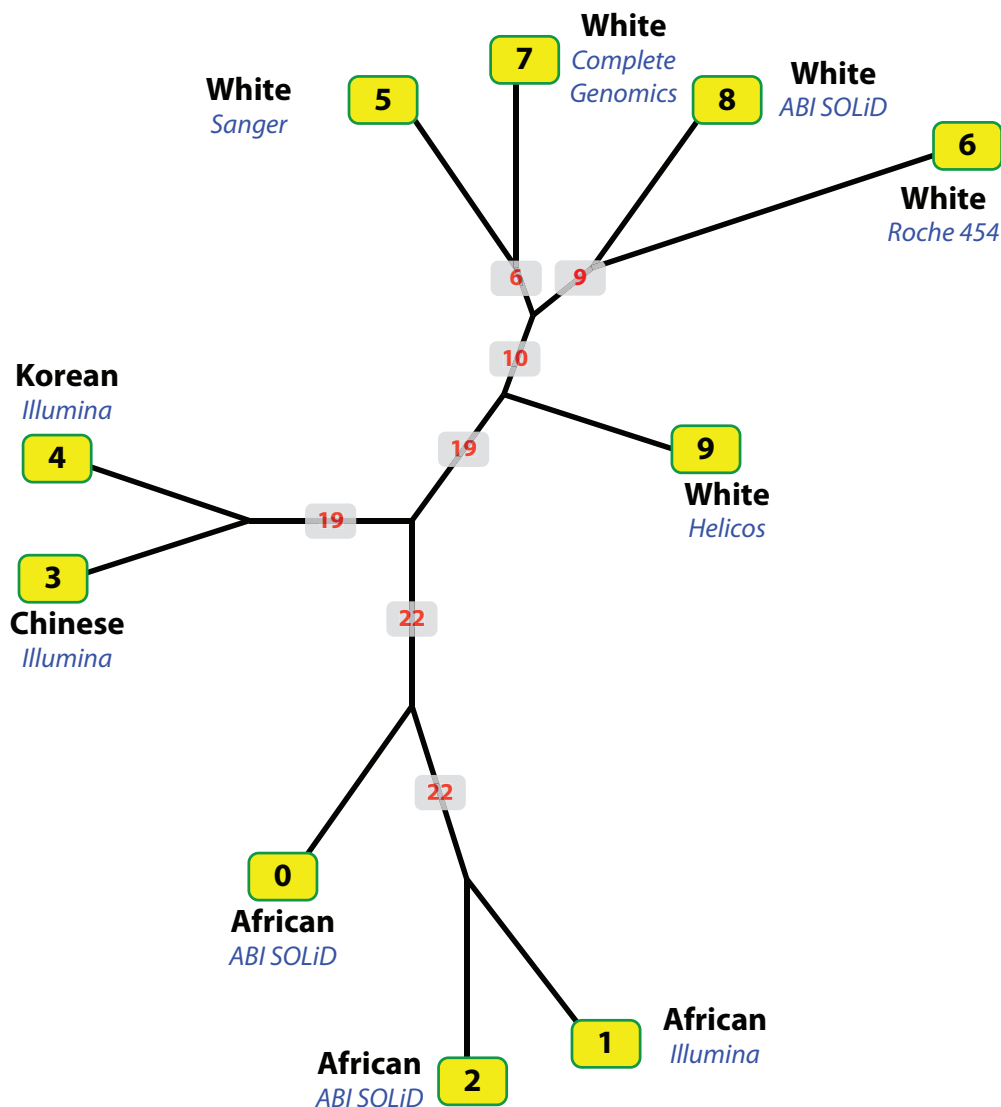 White
Complete
Genomics
7
White
Sanger
5
8
White
ABI SOLiD
6
White
Roche 454
6
9
10
Korean
Illumina
4
19
9
White
Helicos
19
3
Chinese
Illumina
22
22
0
African
ABI SOLiD
1
African
Illumina
African
ABI SOLiD
2